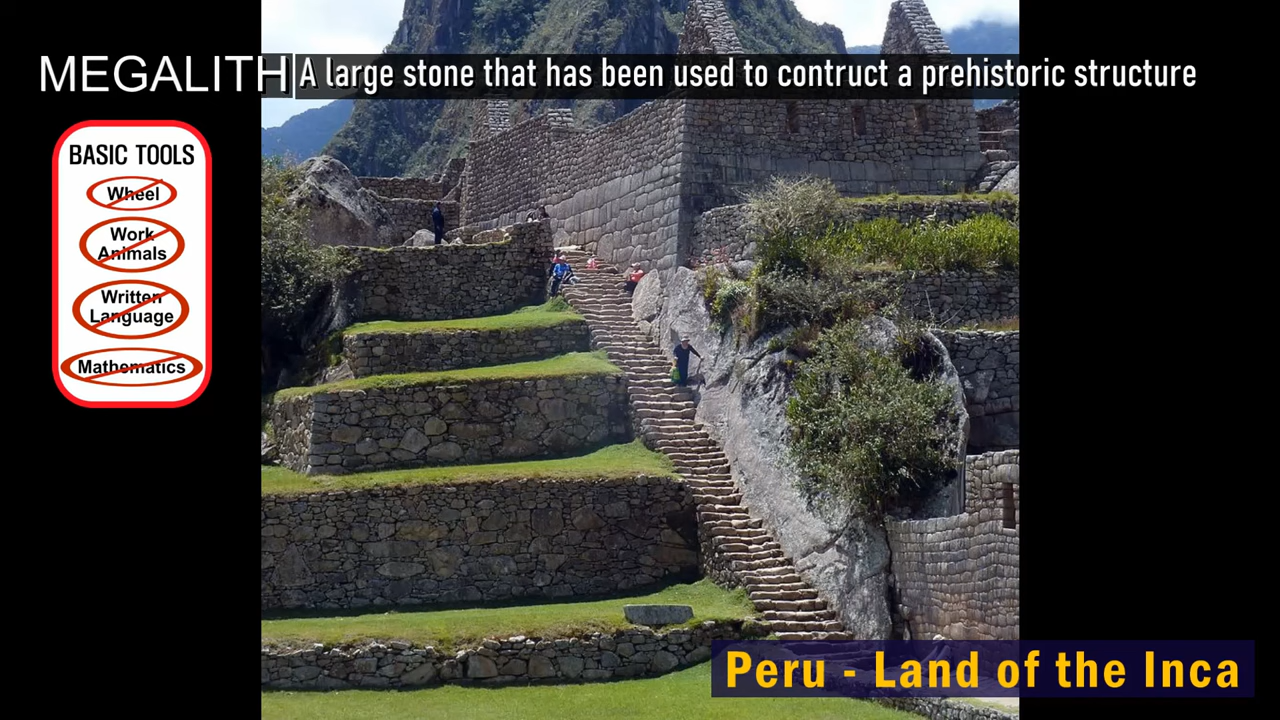 MEGALITH A large stone that has been used to contruct a prehistoric structure
BASIC TOOLS
Wheel
Work
Animals
Written
Language
Mathematics
Peru - Land of the Inca